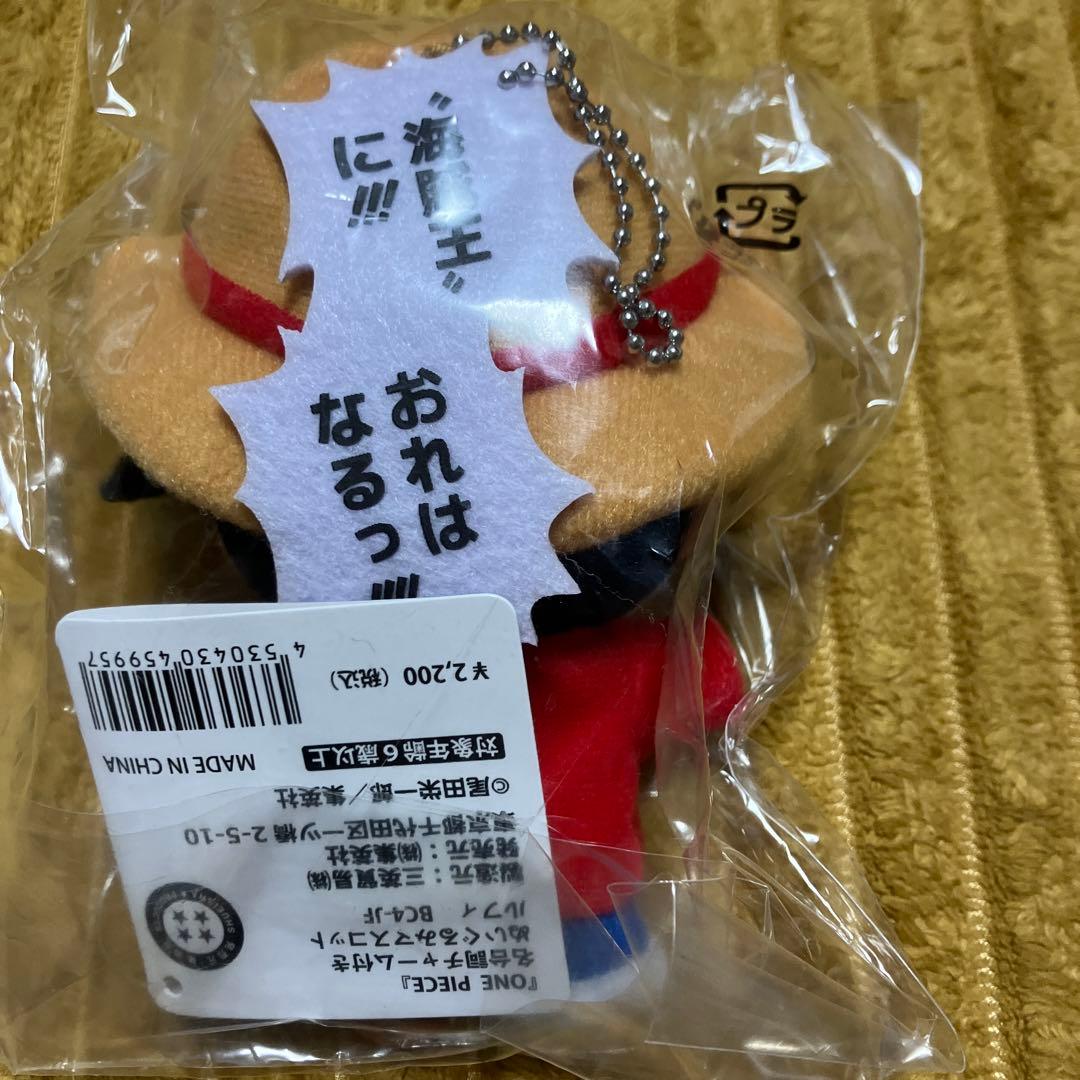 “海賊王”
に!!!
おれは
なるっ!!!
プラ
『ONE PIECE』
名台詞チャーム付き
ぬいぐるみマスコット
ルフィ BC4-JF
製造元：三英貿易㈱
発売元：㈱集英社
東京都千代田区一ツ橋 2-5-10
©尾田栄一郎／集英社
対象年齢6歳以上
MADE IN CHINA
¥2,200（税込）
4 530430 459957